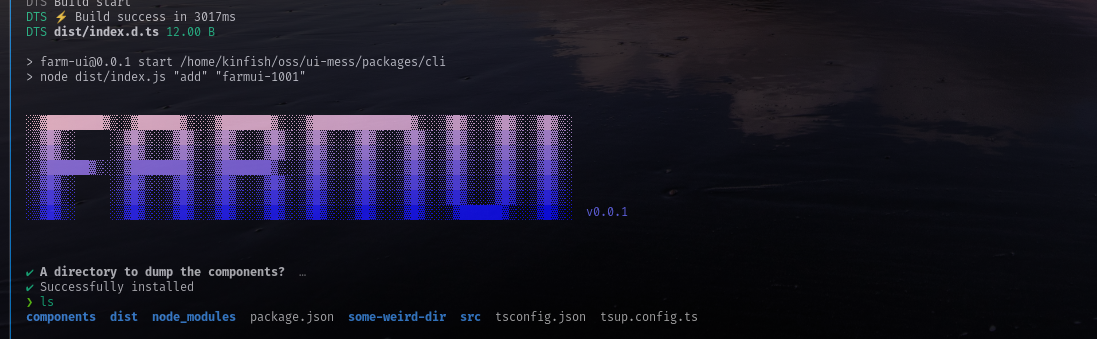 DTS Build start
DTS ⚡ Build success in 3017ms
DTS dist/index.d.ts 12.00 B
> farm-ui@0.0.1 start /home/kinfish/oss/ui-mess/packages/cli
> node dist/index.js "add" "farmui-1001"
FARMUI
v0.0.1
✔ A directory to dump the components? …
✔ Successfully installed
❯ ls
components dist node_modules package.json some-weird-dir src tsconfig.json tsup.config.ts